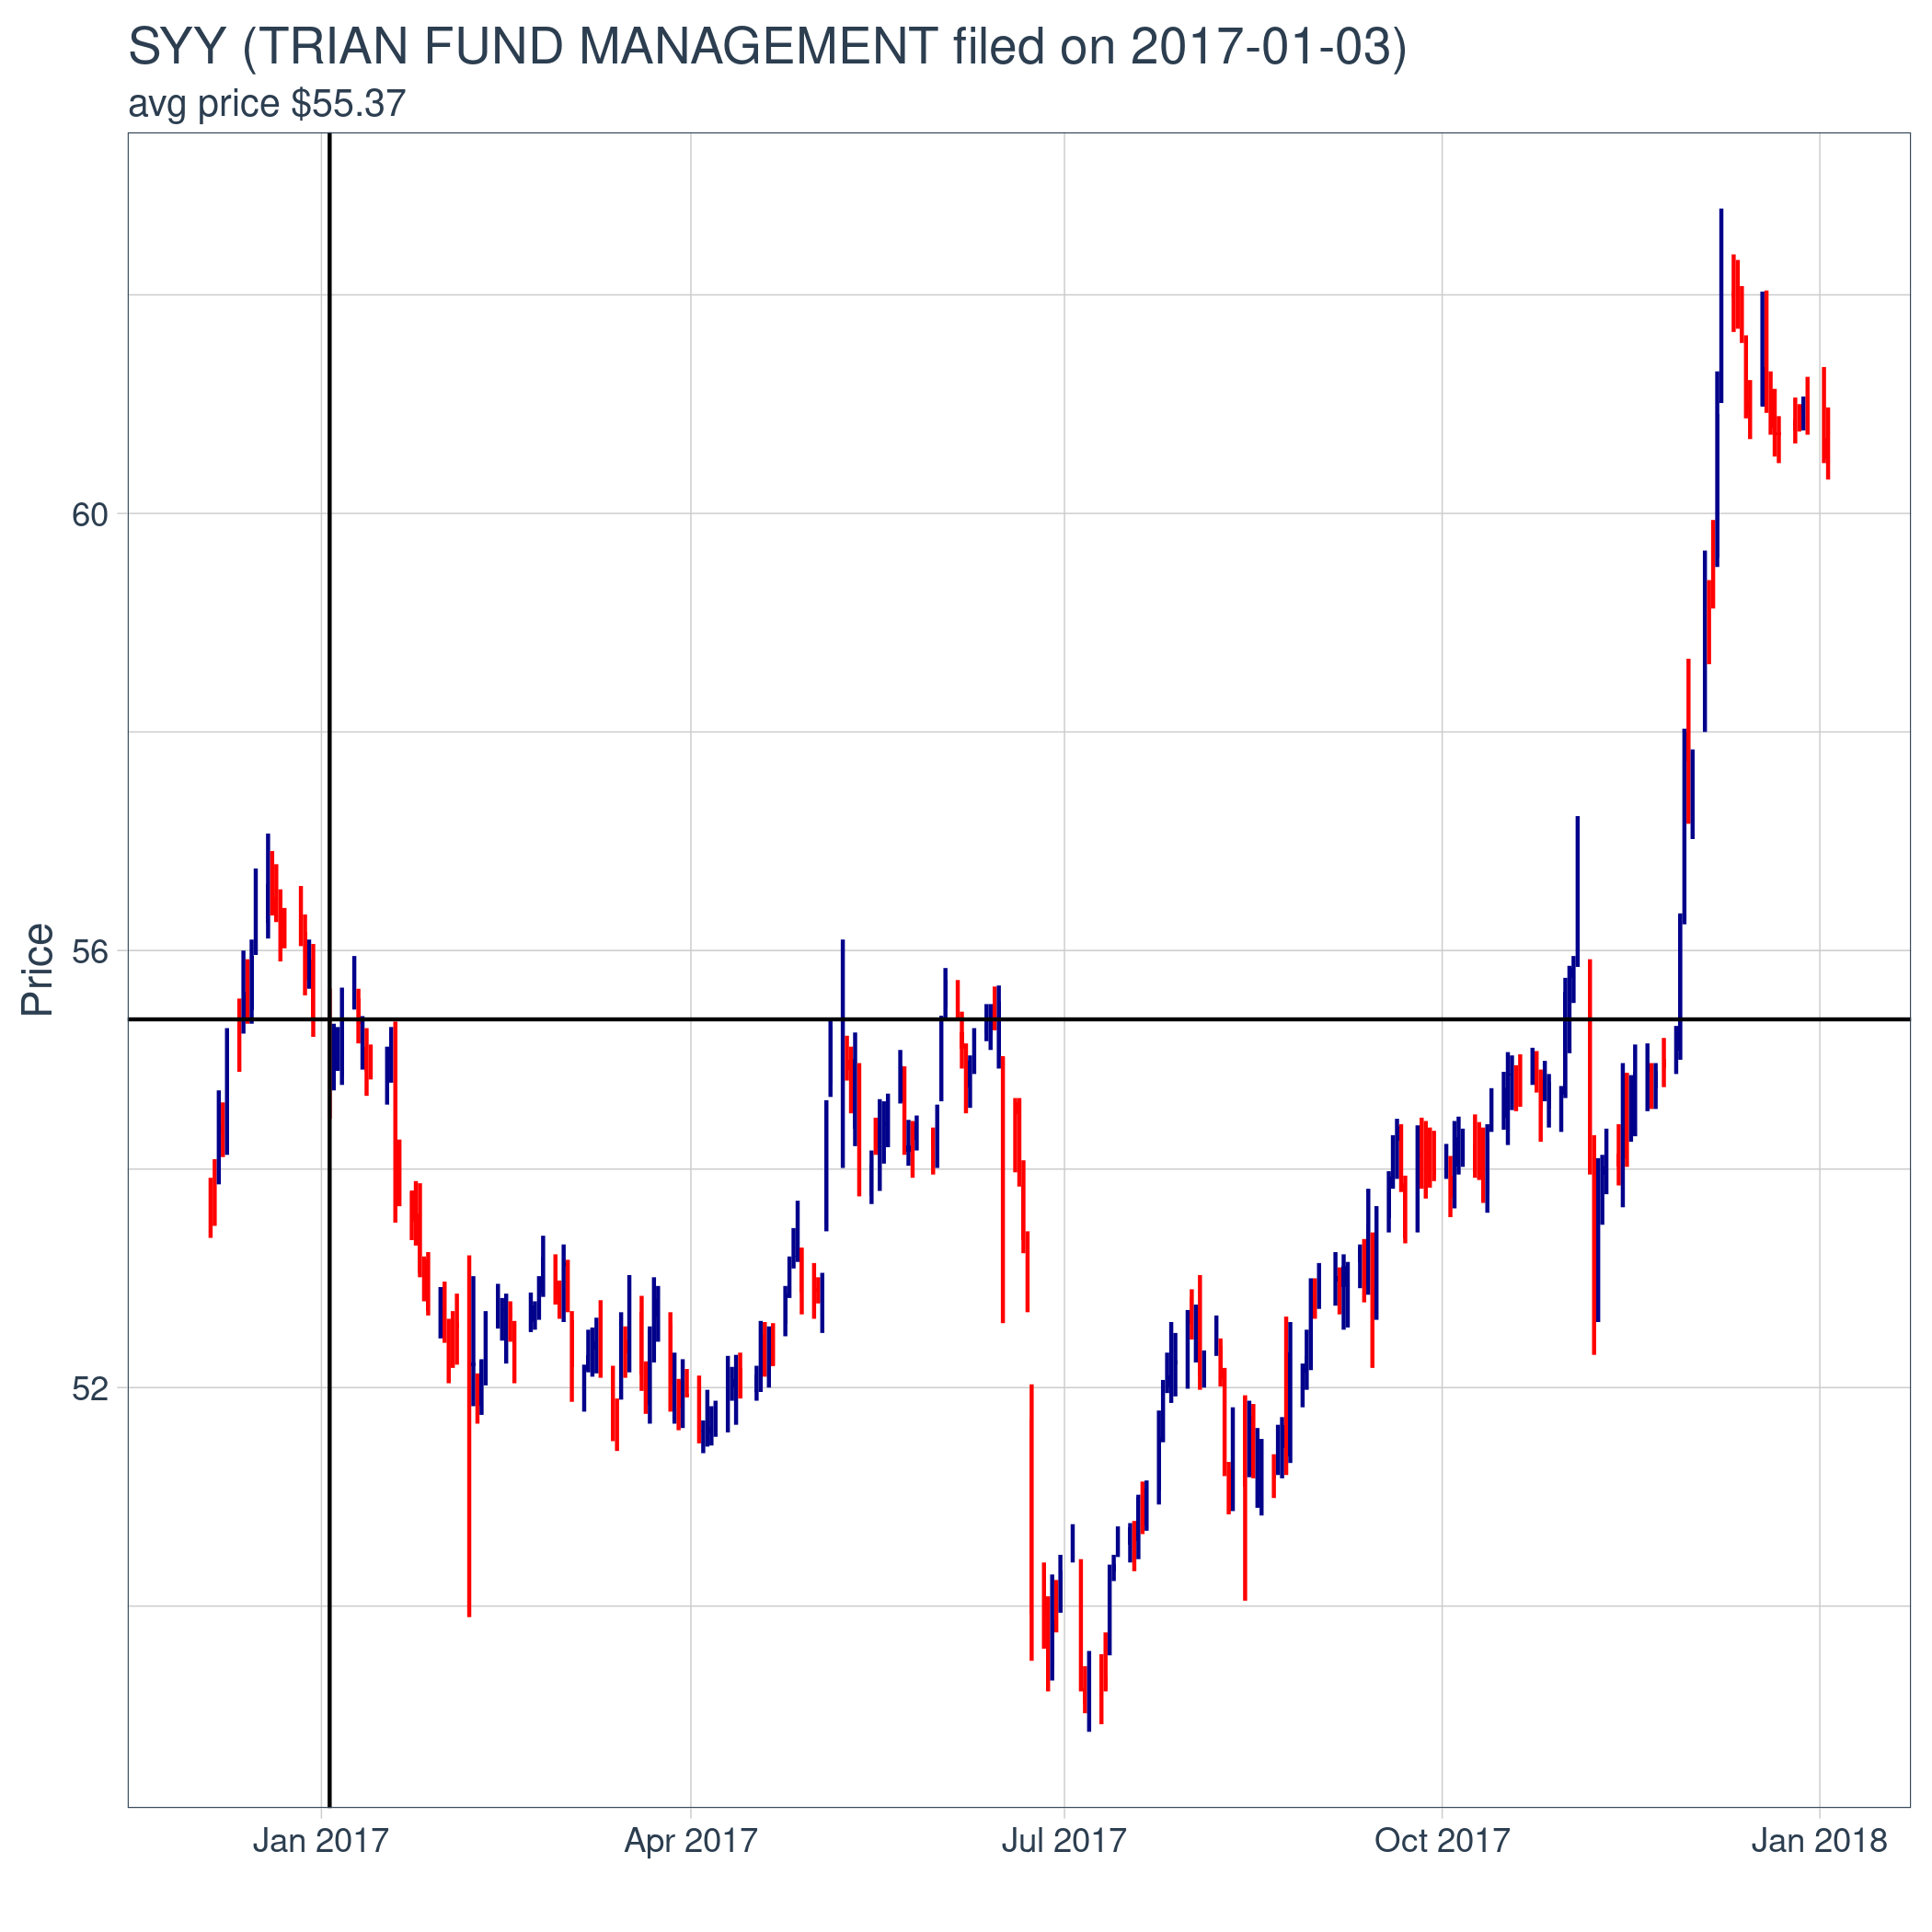 SYY (TRIAN FUND MANAGEMENT filed on 2017-01-03)
avg price $55.37
Price
60
56
52
Jan 2017
Apr 2017
Jul 2017
Oct 2017
Jan 2018